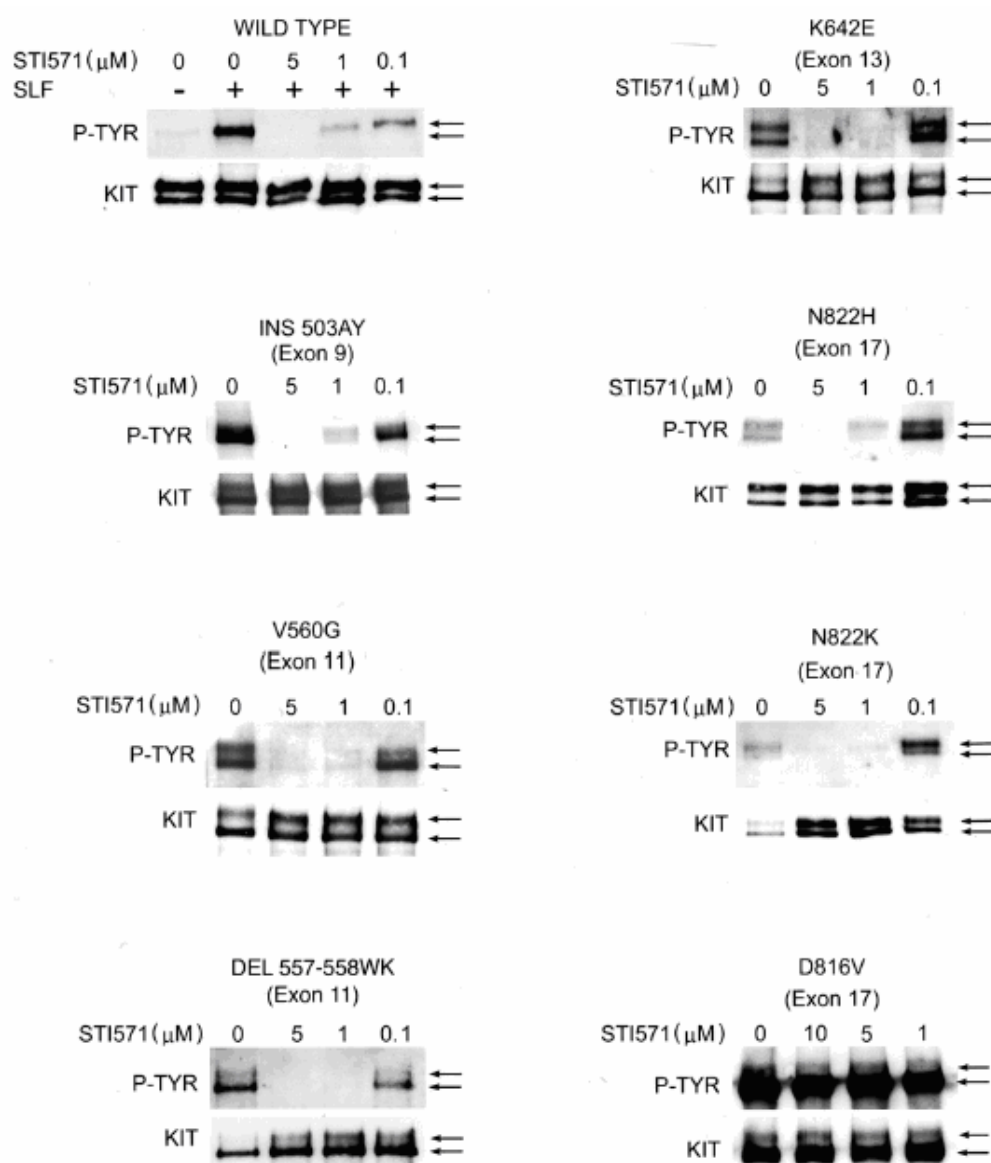 WILD TYPE
STI571(μM) 0 0 5 1 0.1
SLF - + + + +
P-TYR
KIT
INS 503AY
(Exon 9)
STI571(μM) 0 5 1 0.1
P-TYR
KIT
V560G
(Exon 11)
STI571(μM) 0 5 1 0.1
P-TYR
KIT
DEL 557-558WK
(Exon 11)
STI571(μM) 0 5 1 0.1
P-TYR
KIT
K642E
(Exon 13)
STI571(μM) 0 5 1 0.1
P-TYR
KIT
N822H
(Exon 17)
STI571(μM) 0 5 1 0.1
P-TYR
KIT
N822K
(Exon 17)
STI571(μM) 0 5 1 0.1
P-TYR
KIT
D816V
(Exon 17)
STI571(μM) 0 10 5 1
P-TYR
KIT